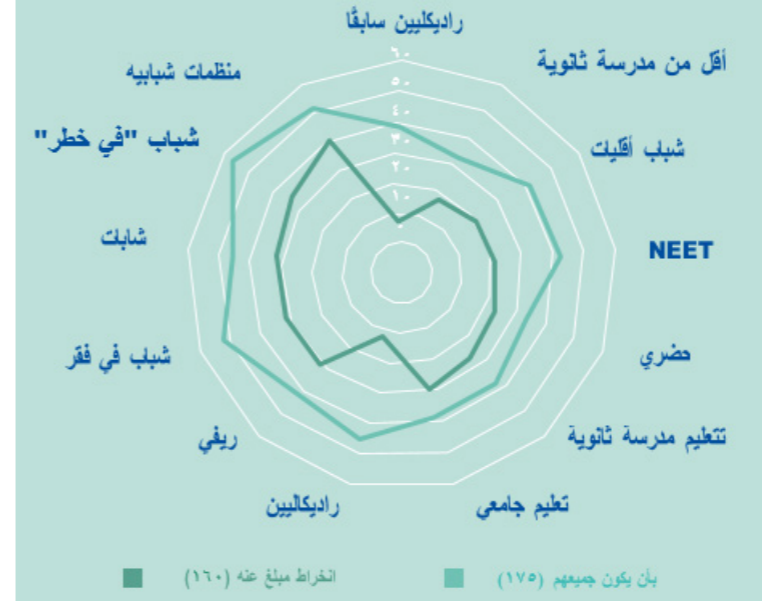 راديكليين سابقًا
أقل من مدرسة ثانوية
شباب أقليات
NEET
حضري
تتعليم مدرسة ثانوية
تعليم جامعي
راديكاليين
ريفي
شباب في فقر
شابات
شباب "في خطر"
منظمات شبابيه
٦٠
٥٠
٤٠
٣٠
٢٠
١٠
٠
بأن يكون جميعهم (١٧٥)
انخراط مبلغ عنه (١٦٠)